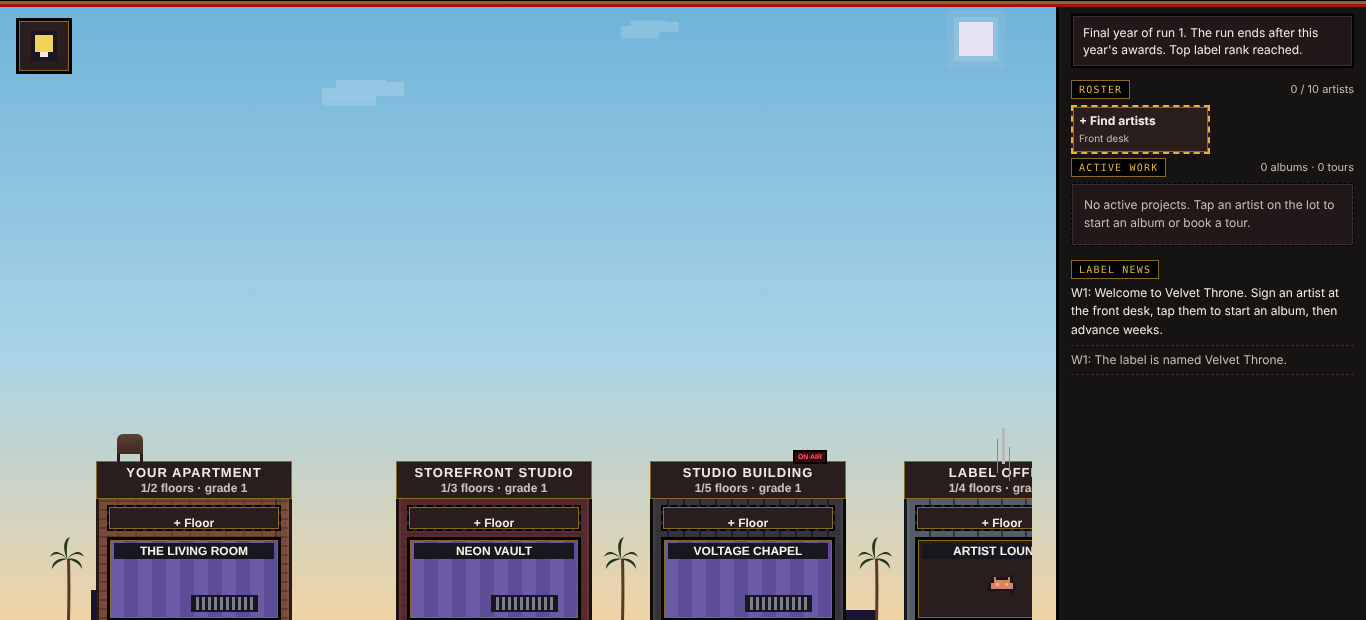 Final year of run 1. The run ends after this
year's awards. Top label rank reached.
ROSTER
0 / 10 artists
+ Find artists
Front desk
ACTIVE WORK
0 albums · 0 tours
No active projects. Tap an artist on the lot to
start an album or book a tour.
LABEL NEWS
W1: Welcome to Velvet Throne. Sign an artist at
the front desk, tap them to start an album, then
advance weeks.
W1: The label is named Velvet Throne.
YOUR APARTMENT
1/2 floors · grade 1
+ Floor
THE LIVING ROOM
STOREFRONT STUDIO
1/3 floors · grade 1
+ Floor
NEON VAULT
ON AIR
STUDIO BUILDING
1/5 floors · grade 1
+ Floor
VOLTAGE CHAPEL
LABEL OFFI
1/4 floors · gra
+ Floor
ARTIST LOUN